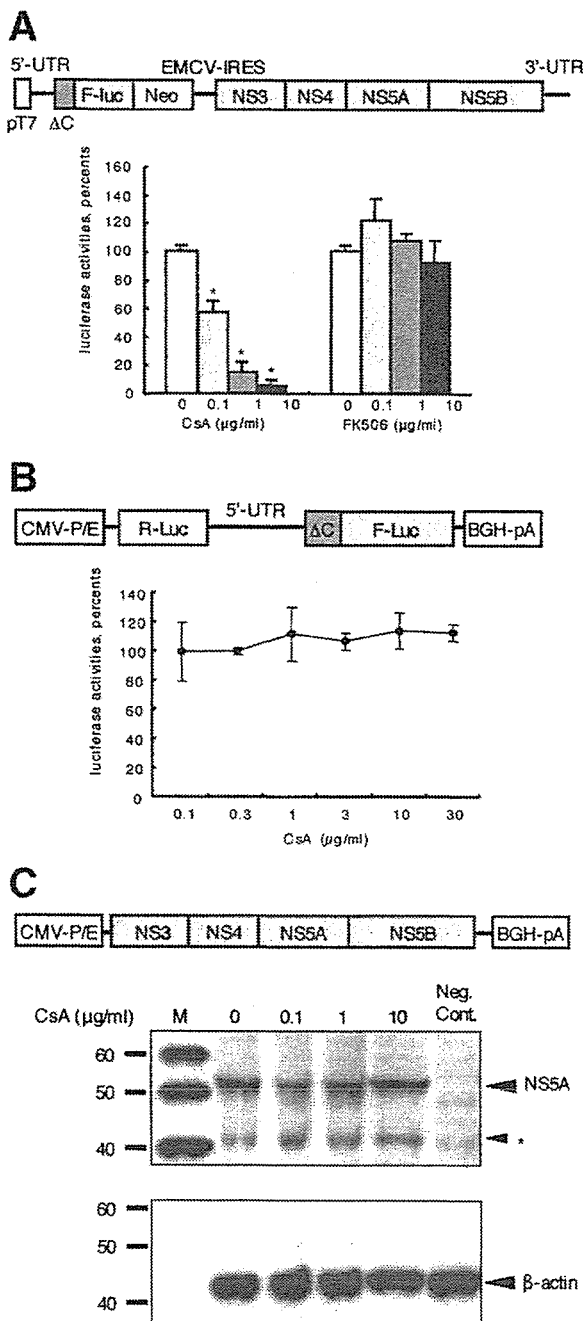 A
5'-UTR EMCV-IRES 3'-UTR
F-luc Neo NS3 NS4 NS5A NS5B
pT7 ΔC
luciferase activities, percents
160
140
120
100
80
60
40
20
0
* * *
0 0.1 1 10 0 0.1 1 10
CsA (μg/ml) FK506 (μg/ml)
B
5'-UTR
CMV-P/E R-Luc ΔC F-Luc BGH-pA
luciferase activities, percents
140
120
100
80
60
40
20
0
0.1 0.3 1 3 10 30
CsA (μg/ml)
C
CMV-P/E NS3 NS4 NS5A NS5B BGH-pA
CsA (μg/ml) M 0 0.1 1 10 Neg. Cont.
60
50 NS5A
40 *
60
50
40 β-actin